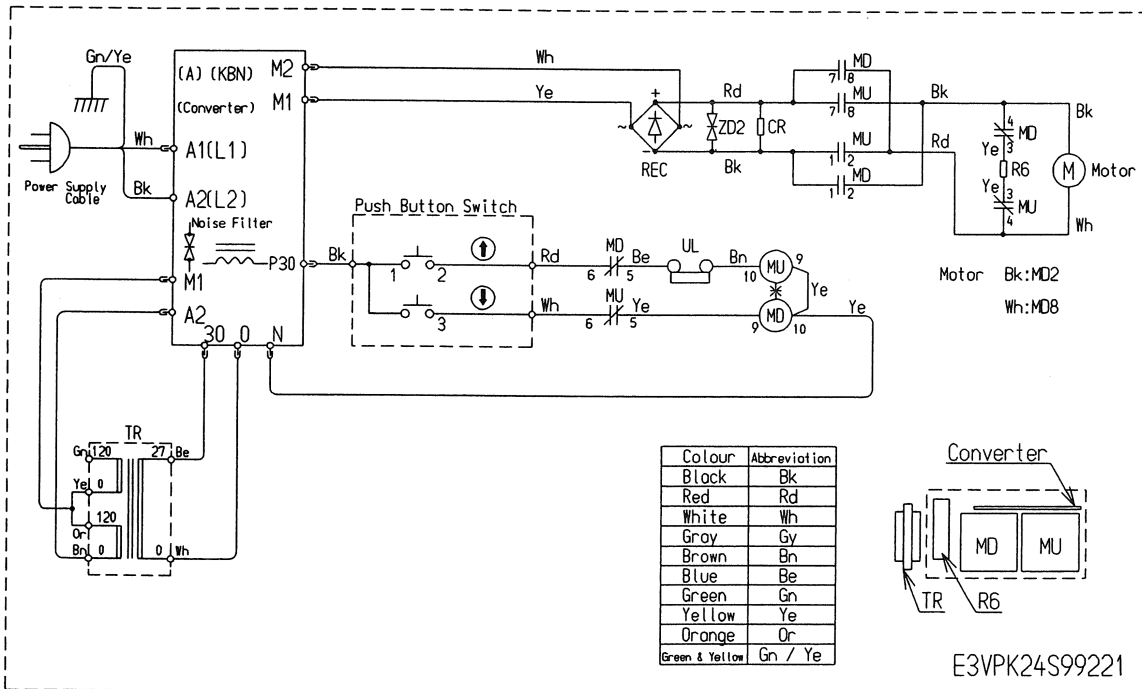 Gn/Ye
(A) (KBN)
(Converter)
M2
M1
Wh
Ye
Wh
A1(L1)
Power Supply
Cable
Bk
A2(L2)
Noise Filter
P30
M1
A2
30 0 N
+
-
~ ~
REC
Rd
Bk
ZD2
CR
MD
7 8
MU
7 8
MU
1 2
MD
1 2
Bk
Rd
4
MD
3
Ye
R6
Ye
3
MU
4
Bk
M Motor
Wh
Motor Bk:MD2
Wh:MD8
Push Button Switch
Bk
1 2
3
Rd
Wh
MD
6 5
Be
UL
Bn
MU
10 9
Ye
MU
6 5
Ye
MD
9 10
Ye
TR
Gn 120 27 Be
Ye 0
120
Or
Bn 0 0 Wh
Colour Abbreviation
Black Bk
Red Rd
White Wh
Gray Gy
Brown Bn
Blue Be
Green Gn
Yellow Ye
Orange Or
Green & Yellow Gn / Ye
Converter
MD MU
TR R6
E3VPK24S99221